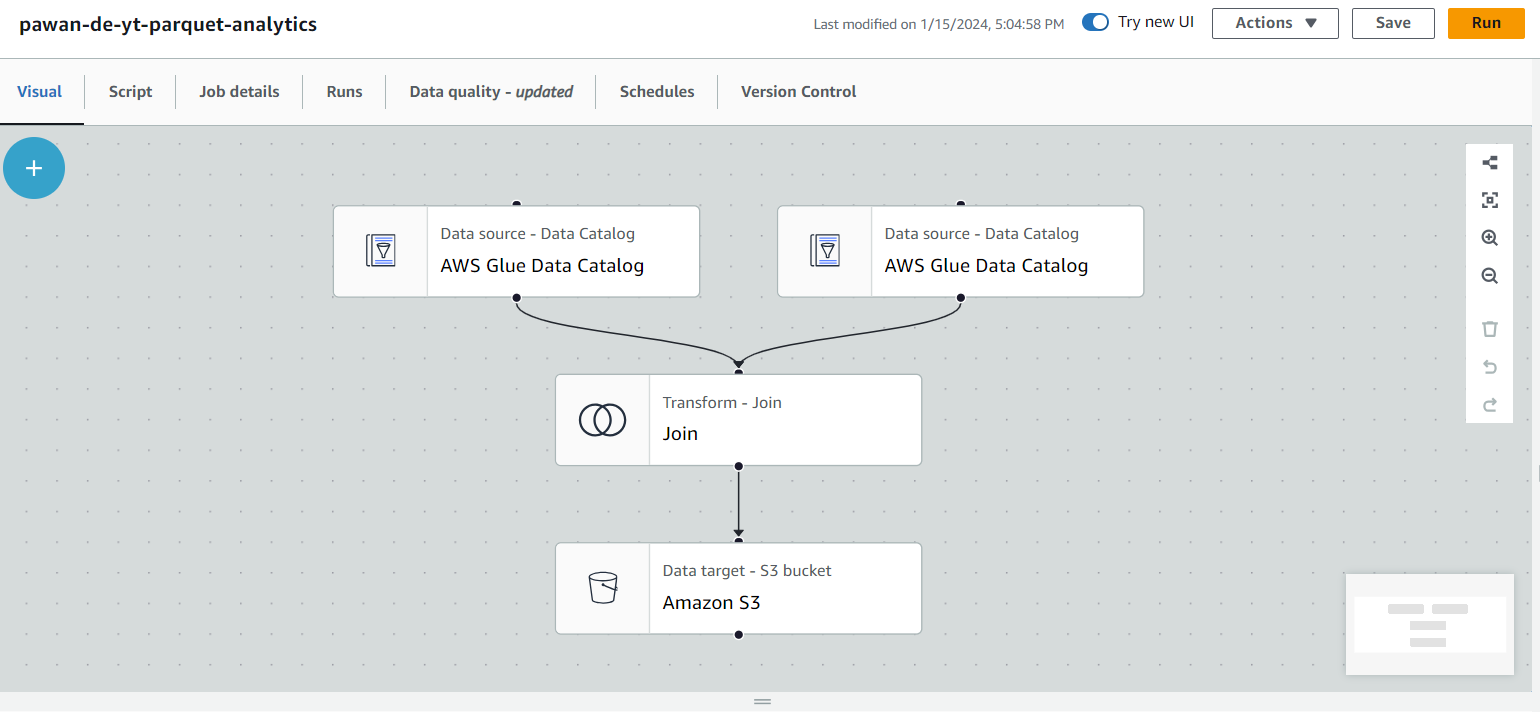 pawan-de-yt-parquet-analytics
Last modified on 1/15/2024, 5:04:58 PM
Try new UI
Actions
Save
Run
Visual
Script
Job details
Runs
Data quality - updated
Schedules
Version Control
Data source - Data Catalog
AWS Glue Data Catalog
Data source - Data Catalog
AWS Glue Data Catalog
Transform - Join
Join
Data target - S3 bucket
Amazon S3